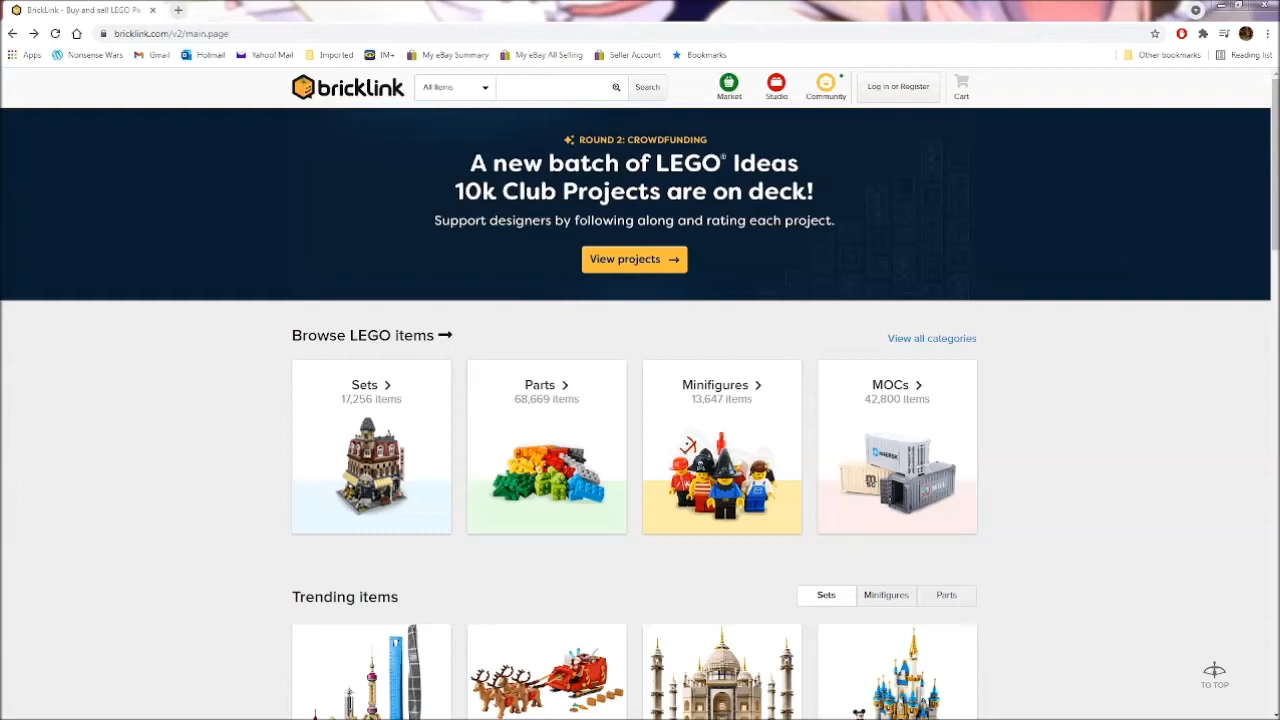 BrickLink - Buy and sell LEGO Pa
bricklink.com/v2/main.page
Apps
Nonsense Wars
Gmail
Hotmail
Yahoo! Mail
Imported
IM+
My eBay Summary
My eBay All Selling
Seller Account
Bookmarks
Other bookmarks
Reading list
bricklink
All Items
Search
Market
Studio
Community
Log in or Register
Cart
ROUND 2: CROWDFUNDING
A new batch of LEGO® Ideas
10k Club Projects are on deck!
Support designers by following along and rating each project.
View projects →
Browse LEGO items
View all categories
Sets
17,256 items
Parts
68,669 items
Minifigures
13,647 items
MOCs
42,800 items
MAERSK
Trending items
Sets
Minifigures
Parts
TO TOP